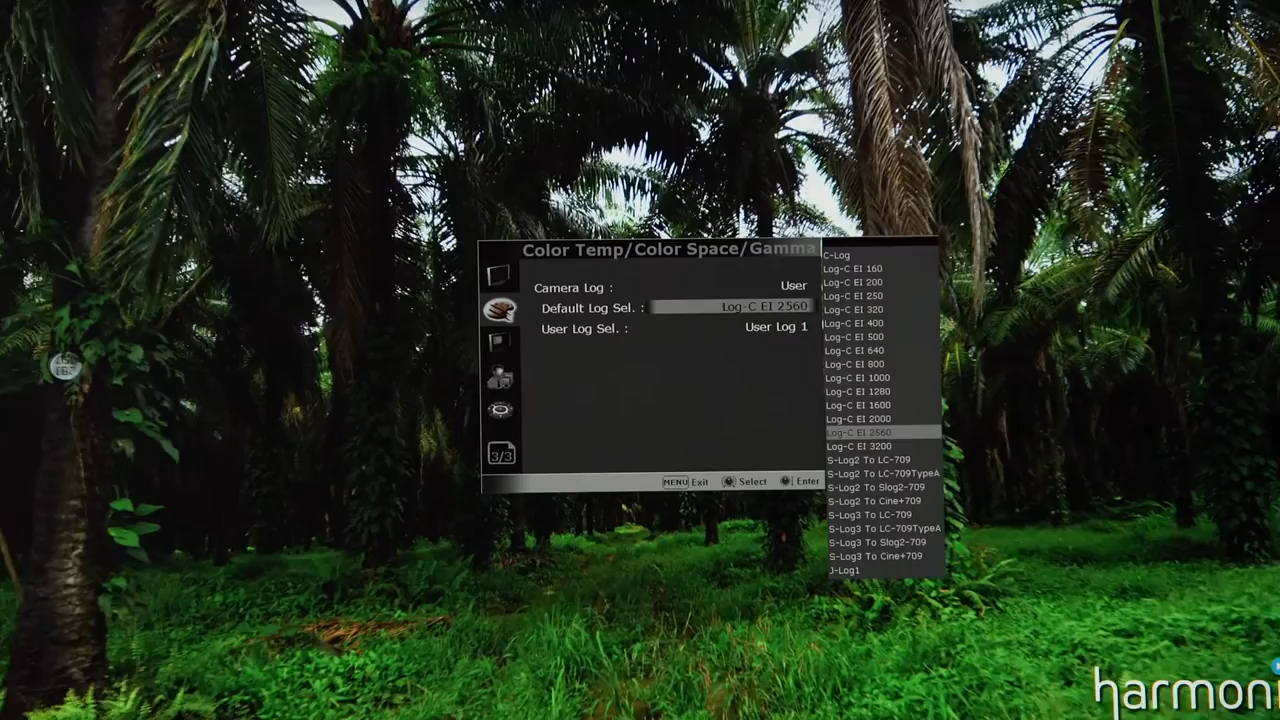 Color Temp/Color Space/Gamma
Camera Log : User
Default Log Sel. : Log-C EI 2560
User Log Sel. : User Log 1
3/3
MENU Exit Select Enter
C-Log
Log-C EI 160
Log-C EI 200
Log-C EI 250
Log-C EI 320
Log-C EI 400
Log-C EI 500
Log-C EI 640
Log-C EI 800
Log-C EI 1000
Log-C EI 1280
Log-C EI 1600
Log-C EI 2000
Log-C EI 2560
Log-C EI 3200
S-Log2 To LC-709
S-Log2 To LC-709TypeA
S-Log2 To Slog2-709
S-Log2 To Cine+709
S-Log3 To LC-709
S-Log3 To LC-709TypeA
S-Log3 To Slog2-709
S-Log3 To Cine+709
J-Log1
harmoni